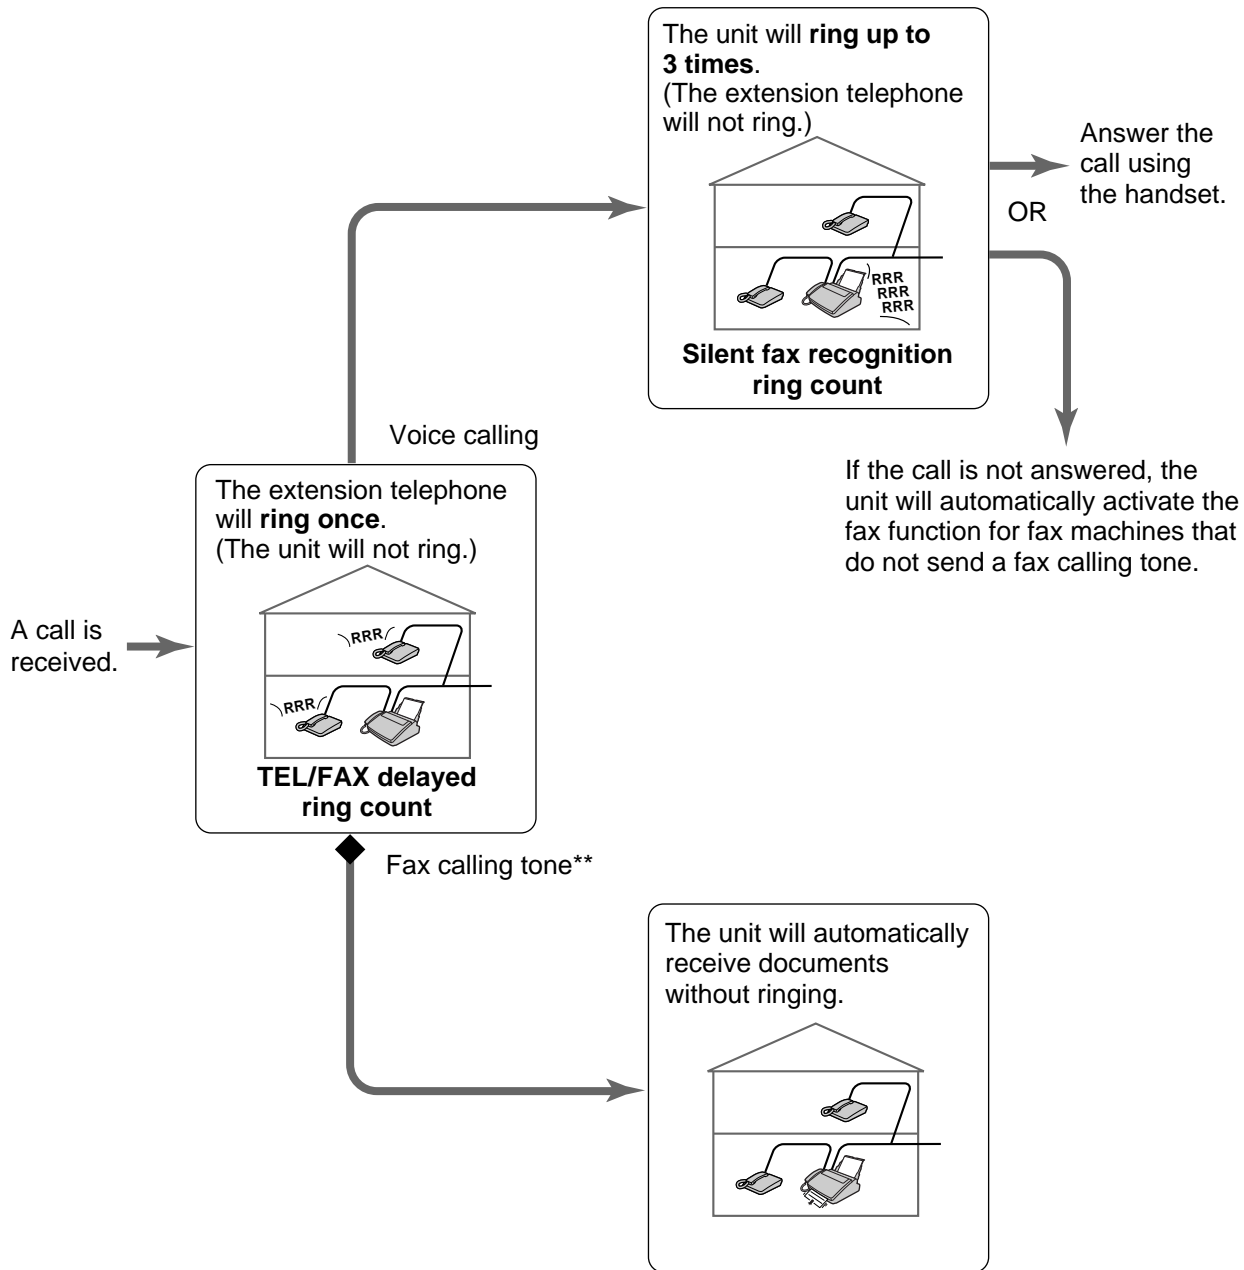 The unit will ring up to
3 times.
(The extension telephone
will not ring.)
RRR
RRR
RRR
Silent fax recognition
ring count
Answer the
call using
the handset.
OR
If the call is not answered, the
unit will automatically activate the
fax function for fax machines that
do not send a fax calling tone.
Voice calling
A call is
received.
The extension telephone
will ring once.
(The unit will not ring.)
RRR
RRR
TEL/FAX delayed
ring count
Fax calling tone**
The unit will automatically
receive documents
without ringing.